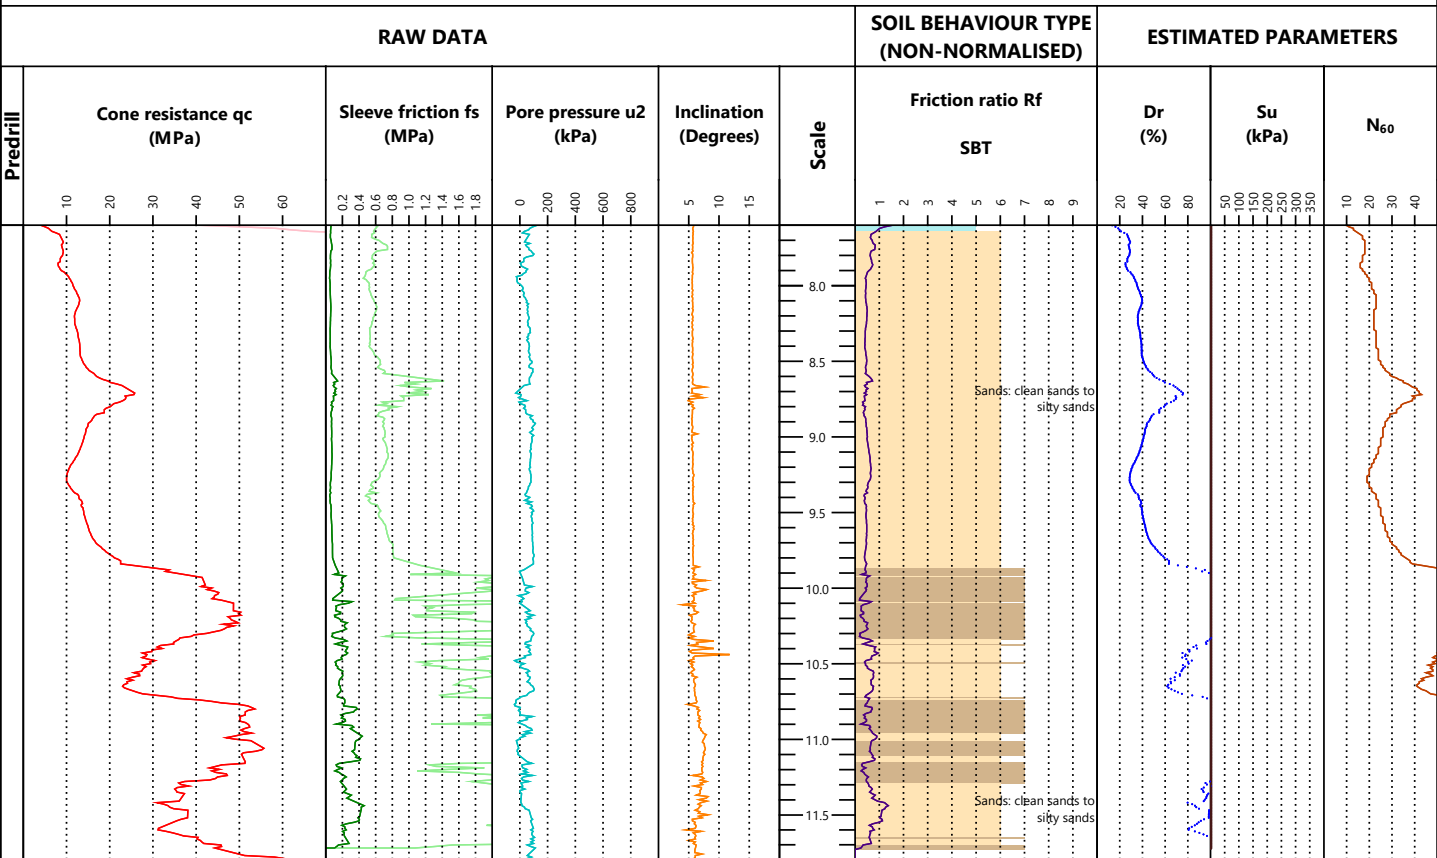 RAW DATA
SOIL BEHAVIOUR TYPE
(NON-NORMALISED)
ESTIMATED PARAMETERS
Predrill
Cone resistance qc
(MPa)
Sleeve friction fs
(MPa)
Pore pressure u2
(kPa)
Inclination
(Degrees)
Scale
Friction ratio Rf
SBT
Dr
(%)
Su
(kPa)
N₆₀
10 20 30 40 50 60
0.2 0.4 0.6 0.8 1.0 1.2 1.4 1.6 1.8
0 200 400 600 800
5 10 15
1 2 3 4 5 6 7 8 9
20 40 60 80
50 100 150 200 250 300 350
10 20 30 40
8.0
8.5
Sands: clean sands to
silty sands
9.0
9.5
10.0
10.5
11.0
Sands: clean sands to
silty sands
11.5